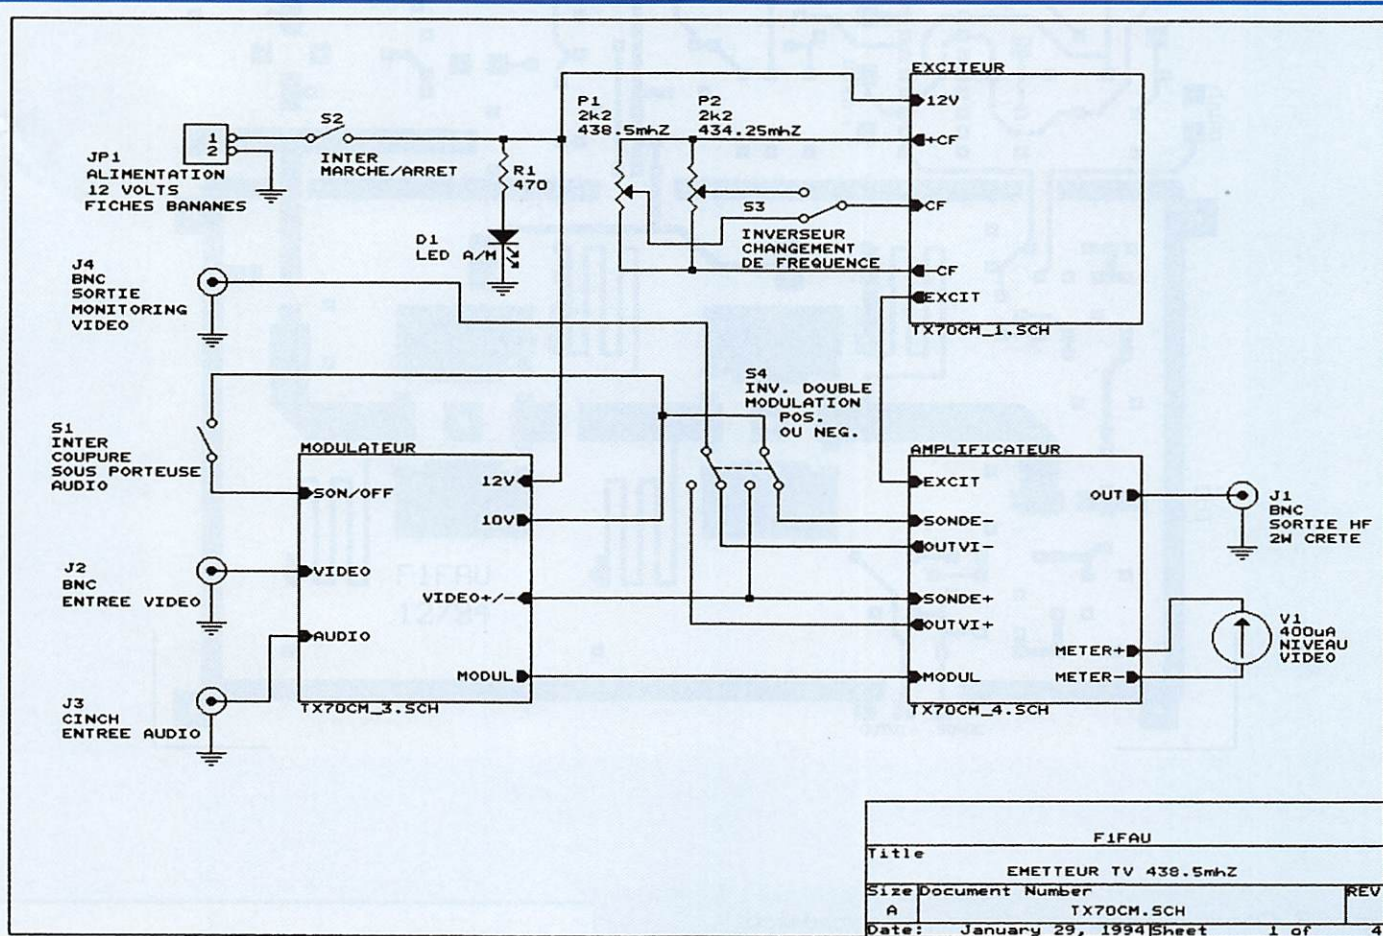 EXCITEUR
12V
+CF
CF
-CF
EXCIT
TX70CM_1.SCH
P1
2k2
438.5mhZ
P2
2k2
434.25mhZ
S3
INVERSEUR
CHANGEMENT
DE FREQUENCE
S2
INTER
MARCHE/ARRET
1
2
JP1
ALIMENTATION
12 VOLTS
FICHES BANANES
R1
470
D1
LED A/M
J4
BNC
SORTIE
MONITORING
VIDEO
S4
INV. DOUBLE
MODULATION
POS.
OU NEG.
S1
INTER
COUPURE
SOUS PORTEUSE
AUDIO
MODULATEUR
SON/OFF
VIDEO
AUDIO
12V
10V
VIDEO+/-
MODUL
TX70CM_3.SCH
J2
BNC
ENTREE VIDEO
J3
CINCH
ENTREE AUDIO
AMPLIFICATEUR
EXCIT
SONDE-
OUTVI-
SONDE+
OUTVI+
MODUL
OUT
METER+
METER-
TX70CM_4.SCH
J1
BNC
SORTIE HF
2W CRETE
V1
400uA
NIVEAU
VIDEO
F1FAU
12/94
F1FAU
Title
EMETTEUR TV 438.5mhZ
Size Document Number REV
A TX70CM.SCH
Date: January 29, 1994 Sheet 1 of 4